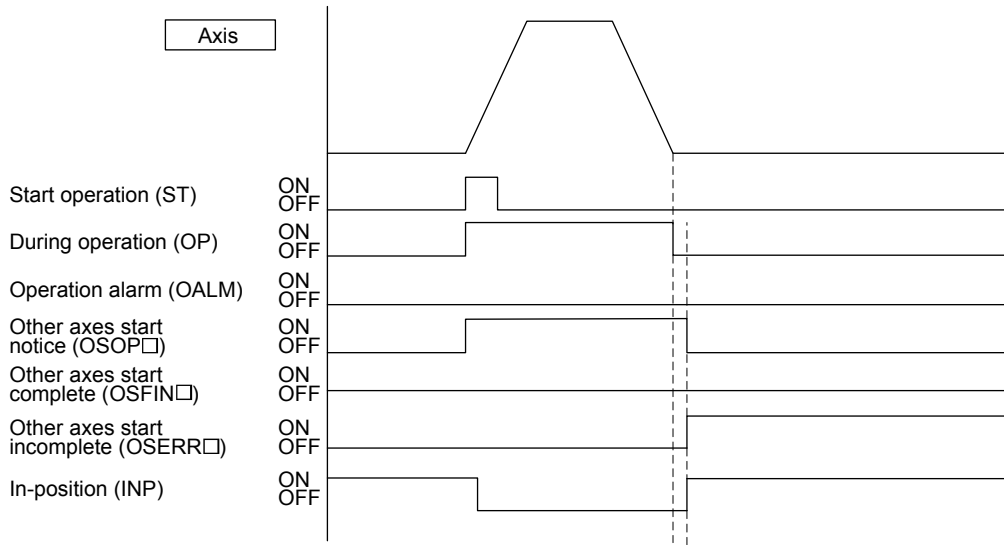 Axis
Start operation (ST)
ON
OFF
During operation (OP)
ON
OFF
Operation alarm (OALM)
ON
OFF
Other axes start
notice (OSOP□)
ON
OFF
Other axes start
complete (OSFIN□)
ON
OFF
Other axes start
incomplete (OSERR□)
ON
OFF
In-position (INP)
ON
OFF